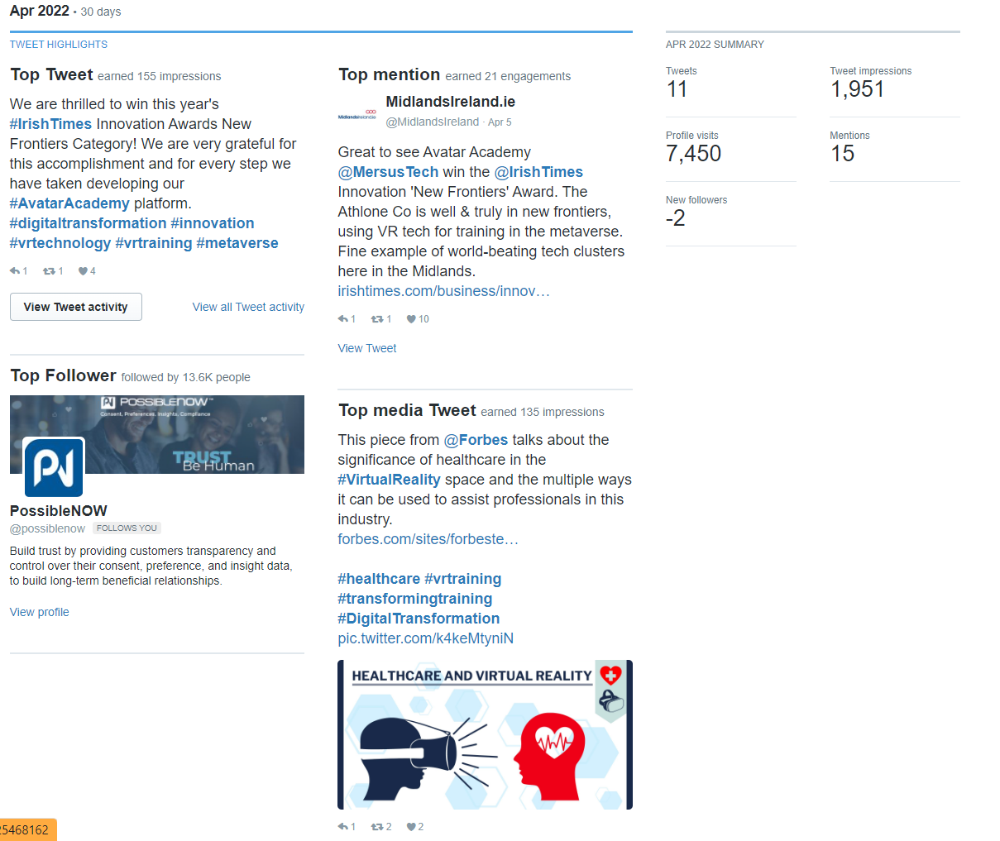 Apr 2022 • 30 days
TWEET HIGHLIGHTS
Top Tweet earned 155 impressions
We are thrilled to win this year's
#IrishTimes Innovation Awards New
Frontiers Category! We are very grateful for
this accomplishment and for every step we
have taken developing our
#AvatarAcademy platform.
#digitaltransformation #innovation
#vrtechnology #vrtraining #metaverse
1 1 4
View Tweet activity
View all Tweet activity
Top Follower followed by 13.6K people
PN POSSIBLENOW™
Consent, Preferences, Insights, Compliance
TRUST
Be Human
PN
PossibleNOW
@possiblenow FOLLOWS YOU
Build trust by providing customers transparency and
control over their consent, preference, and insight data,
to build long-term beneficial relationships.
View profile
Top mention earned 21 engagements
MidlandsIreland.ie
MidlandsIreland.ie
@MidlandsIreland · Apr 5
Great to see Avatar Academy
@MersusTech win the @IrishTimes
Innovation 'New Frontiers' Award. The
Athlone Co is well & truly in new frontiers,
using VR tech for training in the metaverse.
Fine example of world-beating tech clusters
here in the Midlands.
irishtimes.com/business/innov…
1 1 10
View Tweet
Top media Tweet earned 135 impressions
This piece from @Forbes talks about the
significance of healthcare in the
#VirtualReality space and the multiple ways
it can be used to assist professionals in this
industry.
forbes.com/sites/forbeste…
#healthcare #vrtraining
#transformingtraining
#DigitalTransformation
pic.twitter.com/k4keMtyniN
HEALTHCARE AND VIRTUAL REALITY
1 2 2
APR 2022 SUMMARY
Tweets
11
Tweet impressions
1,951
Profile visits
7,450
Mentions
15
New followers
-2
25468162